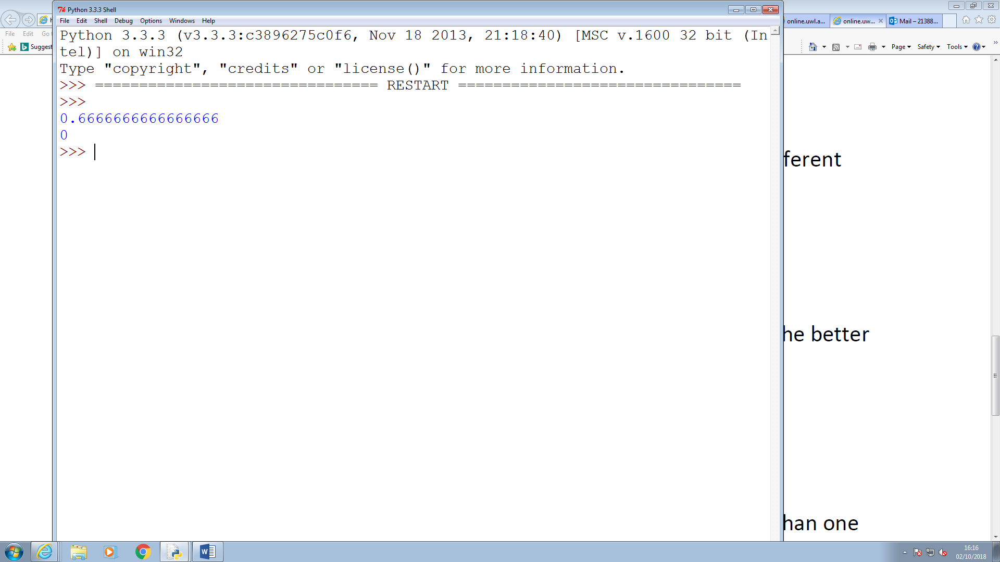 Python 3.3.3 Shell
File Edit Shell Debug Options Windows Help
Python 3.3.3 (v3.3.3:c3896275c0f6, Nov 18 2013, 21:18:40) [MSC v.1600 32 bit (In
tel)] on win32
Type "copyright", "credits" or "license()" for more information.
>>> ================================ RESTART ================================
>>>
0.6666666666666666
0
>>>
online.uwl.a...
online.uw...
Mail – 21388...
File Edit Go
Suggest
Page Safety Tools
ferent
he better
han one
16:16
02/10/2018